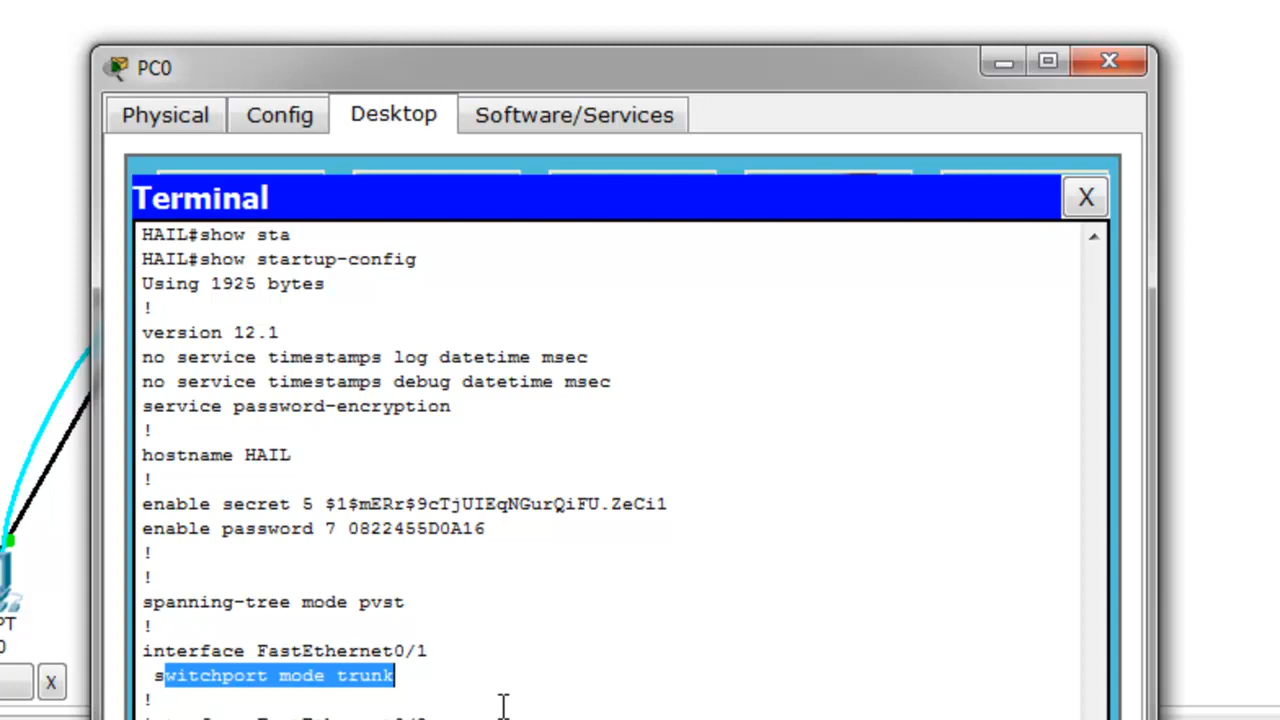 PC0
Physical
Config
Desktop
Software/Services
Terminal
X
HAIL#show sta
HAIL#show startup-config
Using 1925 bytes
!
version 12.1
no service timestamps log datetime msec
no service timestamps debug datetime msec
service password-encryption
!
hostname HAIL
!
enable secret 5 $1$mERr$9cTjUIEqNGurQiFU.ZeCi1
enable password 7 0822455D0A16
!
!
spanning-tree mode pvst
!
interface FastEthernet0/1
switchport mode trunk
!
PT
0
X